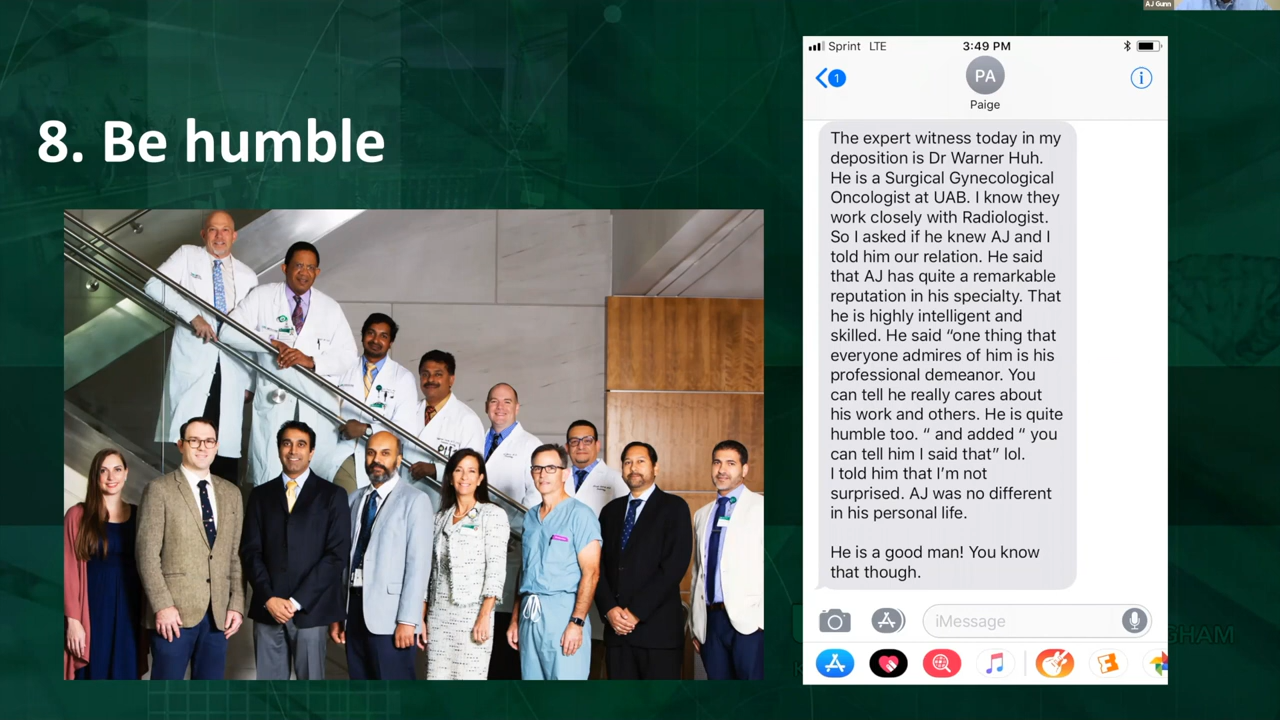 AJ Gunn
8. Be humble
Sprint LTE
3:49 PM
1
PA
Paige
The expert witness today in my
deposition is Dr Warner Huh.
He is a Surgical Gynecological
Oncologist at UAB. I know they
work closely with Radiologist.
So I asked if he knew AJ and I
told him our relation. He said
that AJ has quite a remarkable
reputation in his specialty. That
he is highly intelligent and
skilled. He said “one thing that
everyone admires of him is his
professional demeanor. You
can tell he really cares about
his work and others. He is quite
humble too. “ and added “ you
can tell him I said that” lol.
I told him that I’m not
surprised. AJ was no different
in his personal life.
He is a good man! You know
that though.
iMessage
GHAM